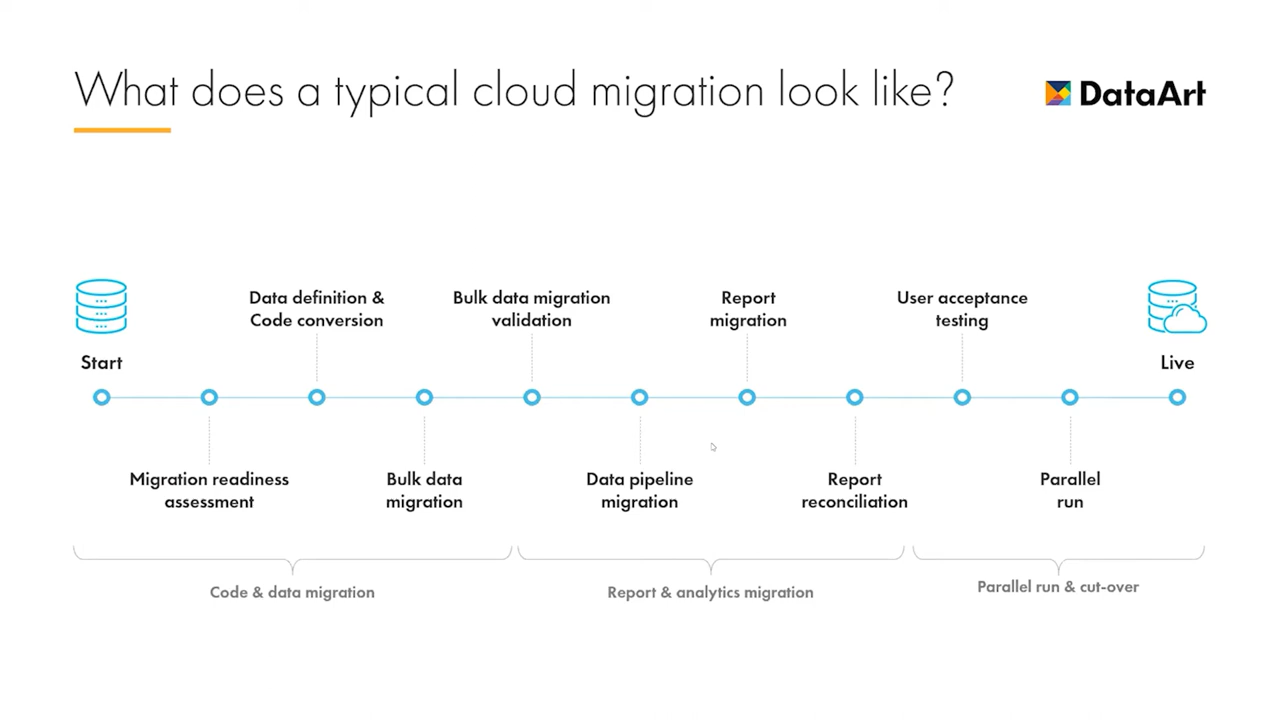 What does a typical cloud migration look like?
DataArt
Data definition &
Code conversion
Bulk data migration
validation
Report
migration
User acceptance
testing
Start
Live
Migration readiness
assessment
Bulk data
migration
Data pipeline
migration
Report
reconciliation
Parallel
run
Code & data migration
Report & analytics migration
Parallel run & cut-over